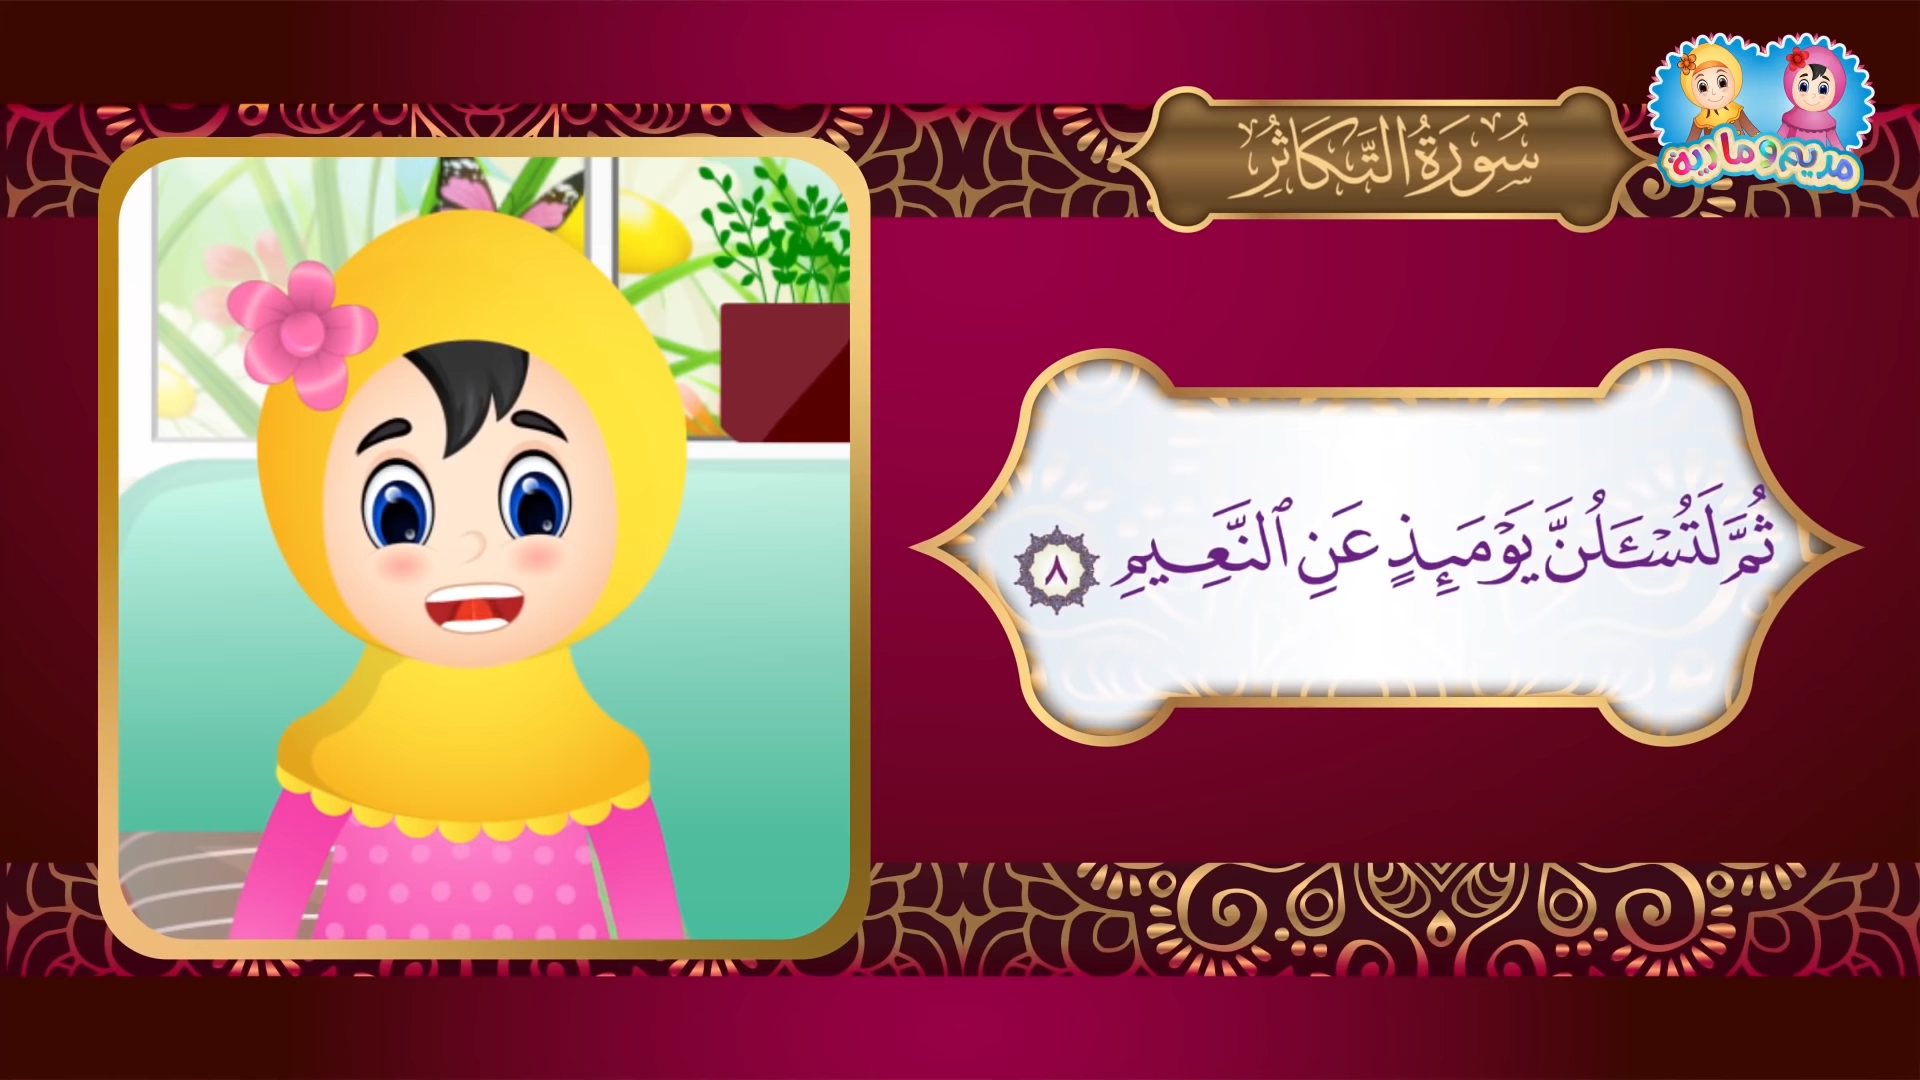 مريم و مارية
سُورَةُ التَّكَاثُرِ
ثُمَّ لَتُسْـَٔلُنَّ يَوْمَئِذٍ عَنِ ٱلنَّعِيمِ ٨